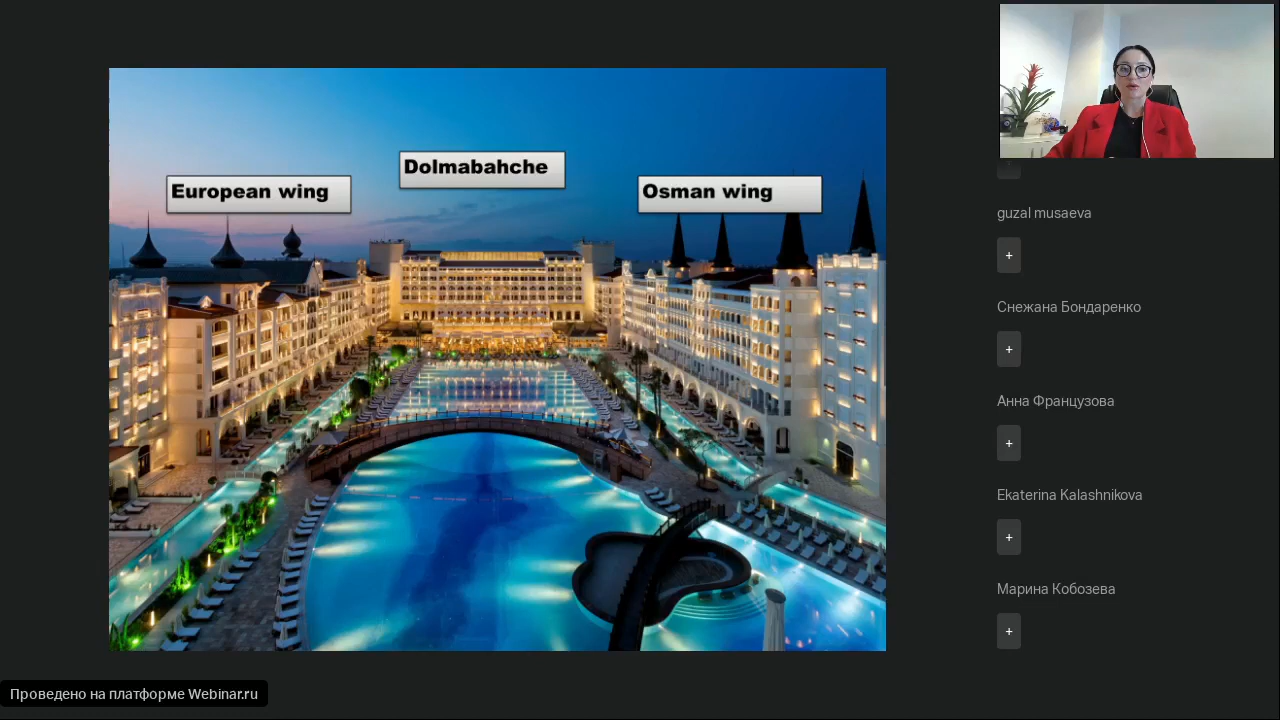 European wing
Dolmabahche
Osman wing
guzal musaeva
+
Снежана Бондаренко
+
Анна Французова
+
Ekaterina Kalashnikova
+
Марина Кобозева
+
Проведено на платформе Webinar.ru